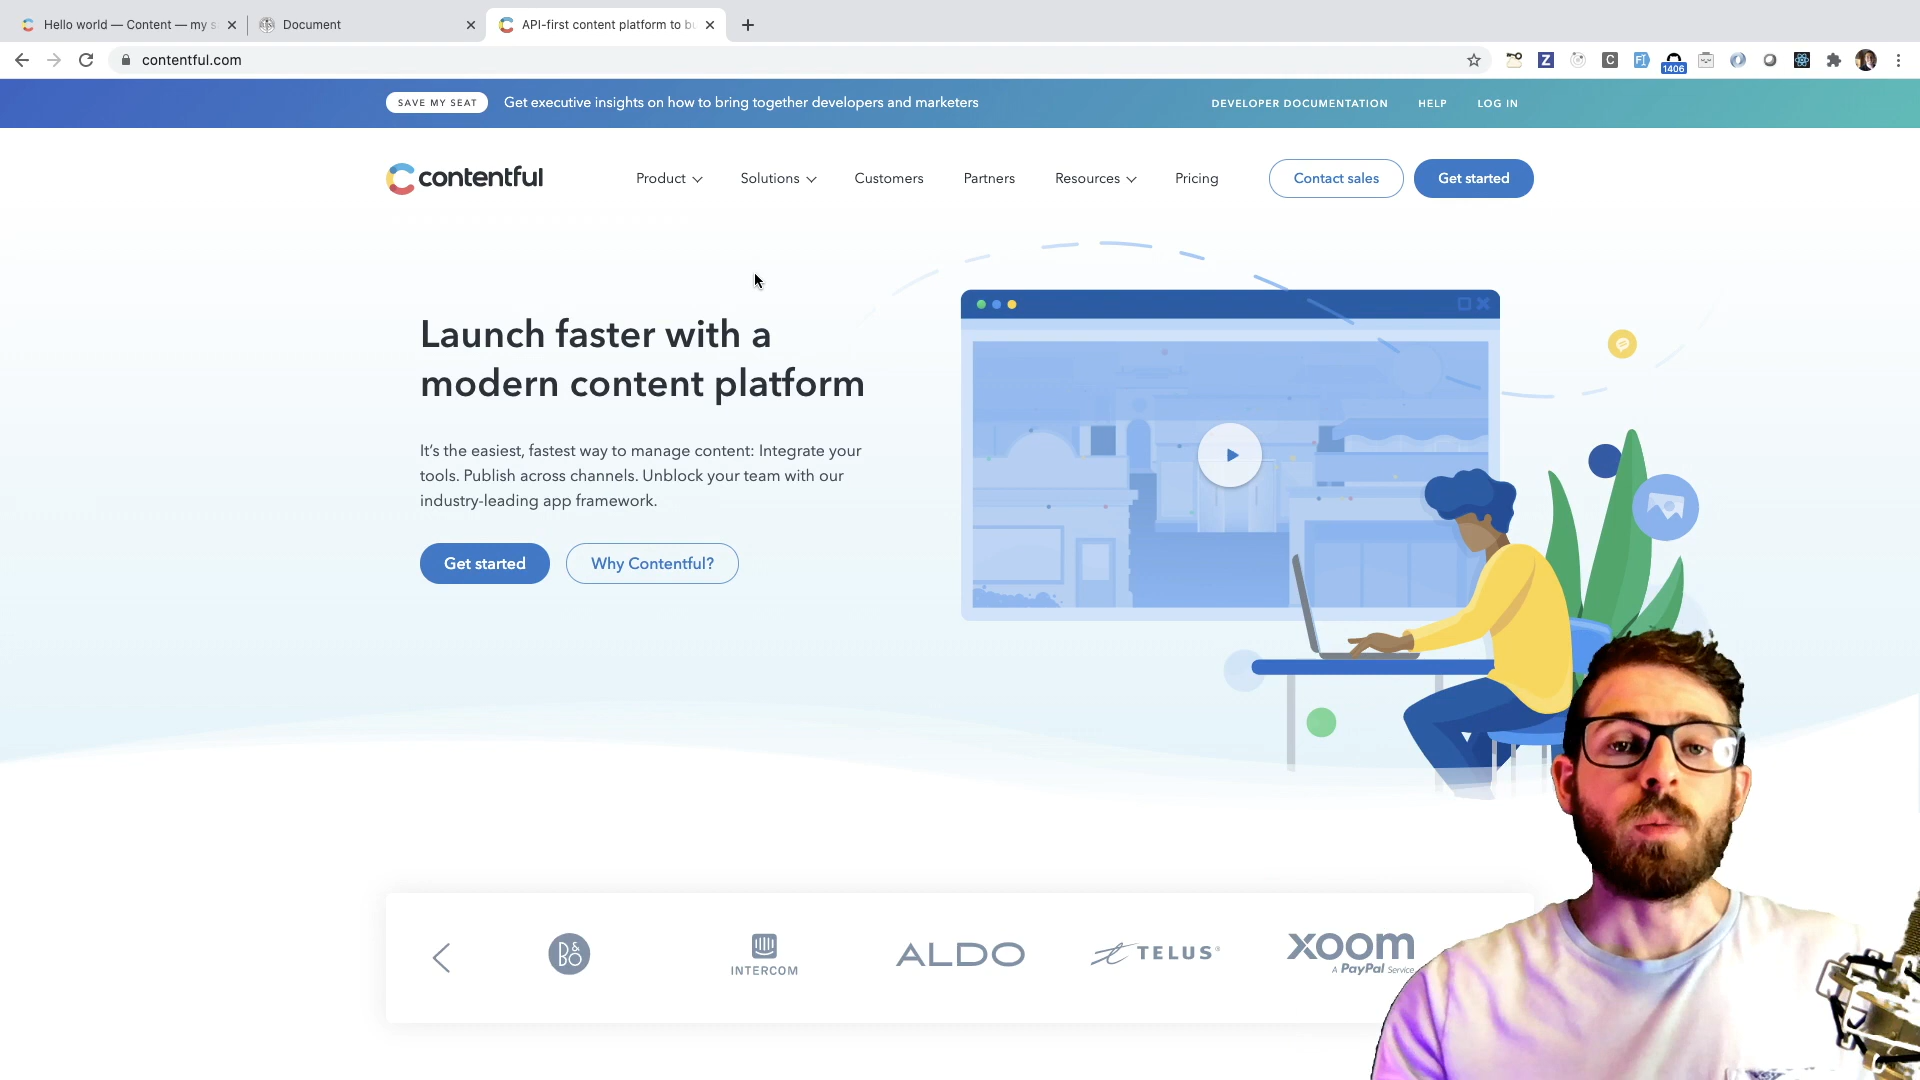 Hello world — Content — my s
Document
API-first content platform to bu
contentful.com
1406
SAVE MY SEAT
Get executive insights on how to bring together developers and marketers
DEVELOPER DOCUMENTATION
HELP
LOG IN
contentful
Product
Solutions
Customers
Partners
Resources
Pricing
Contact sales
Get started
Launch faster with a
modern content platform
It's the easiest, fastest way to manage content: Integrate your
tools. Publish across channels. Unblock your team with our
industry-leading app framework.
Get started
Why Contentful?
B&O
INTERCOM
ALDO
TELUS®
xoom
A PayPal Service